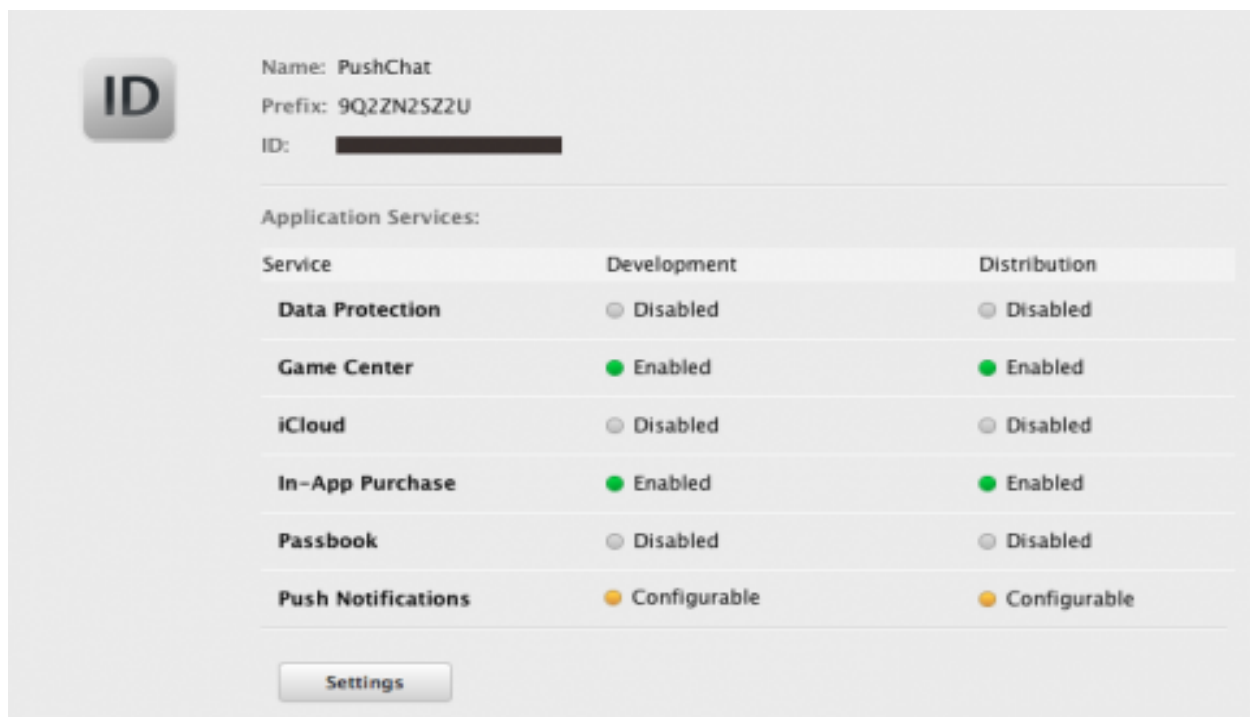 ID
Name: PushChat
Prefix: 9Q2ZN2SZ2U
ID:
Application Services:
Service Development Distribution
Data Protection Disabled Disabled
Game Center Enabled Enabled
iCloud Disabled Disabled
In-App Purchase Enabled Enabled
Passbook Disabled Disabled
Push Notifications Configurable Configurable
Settings